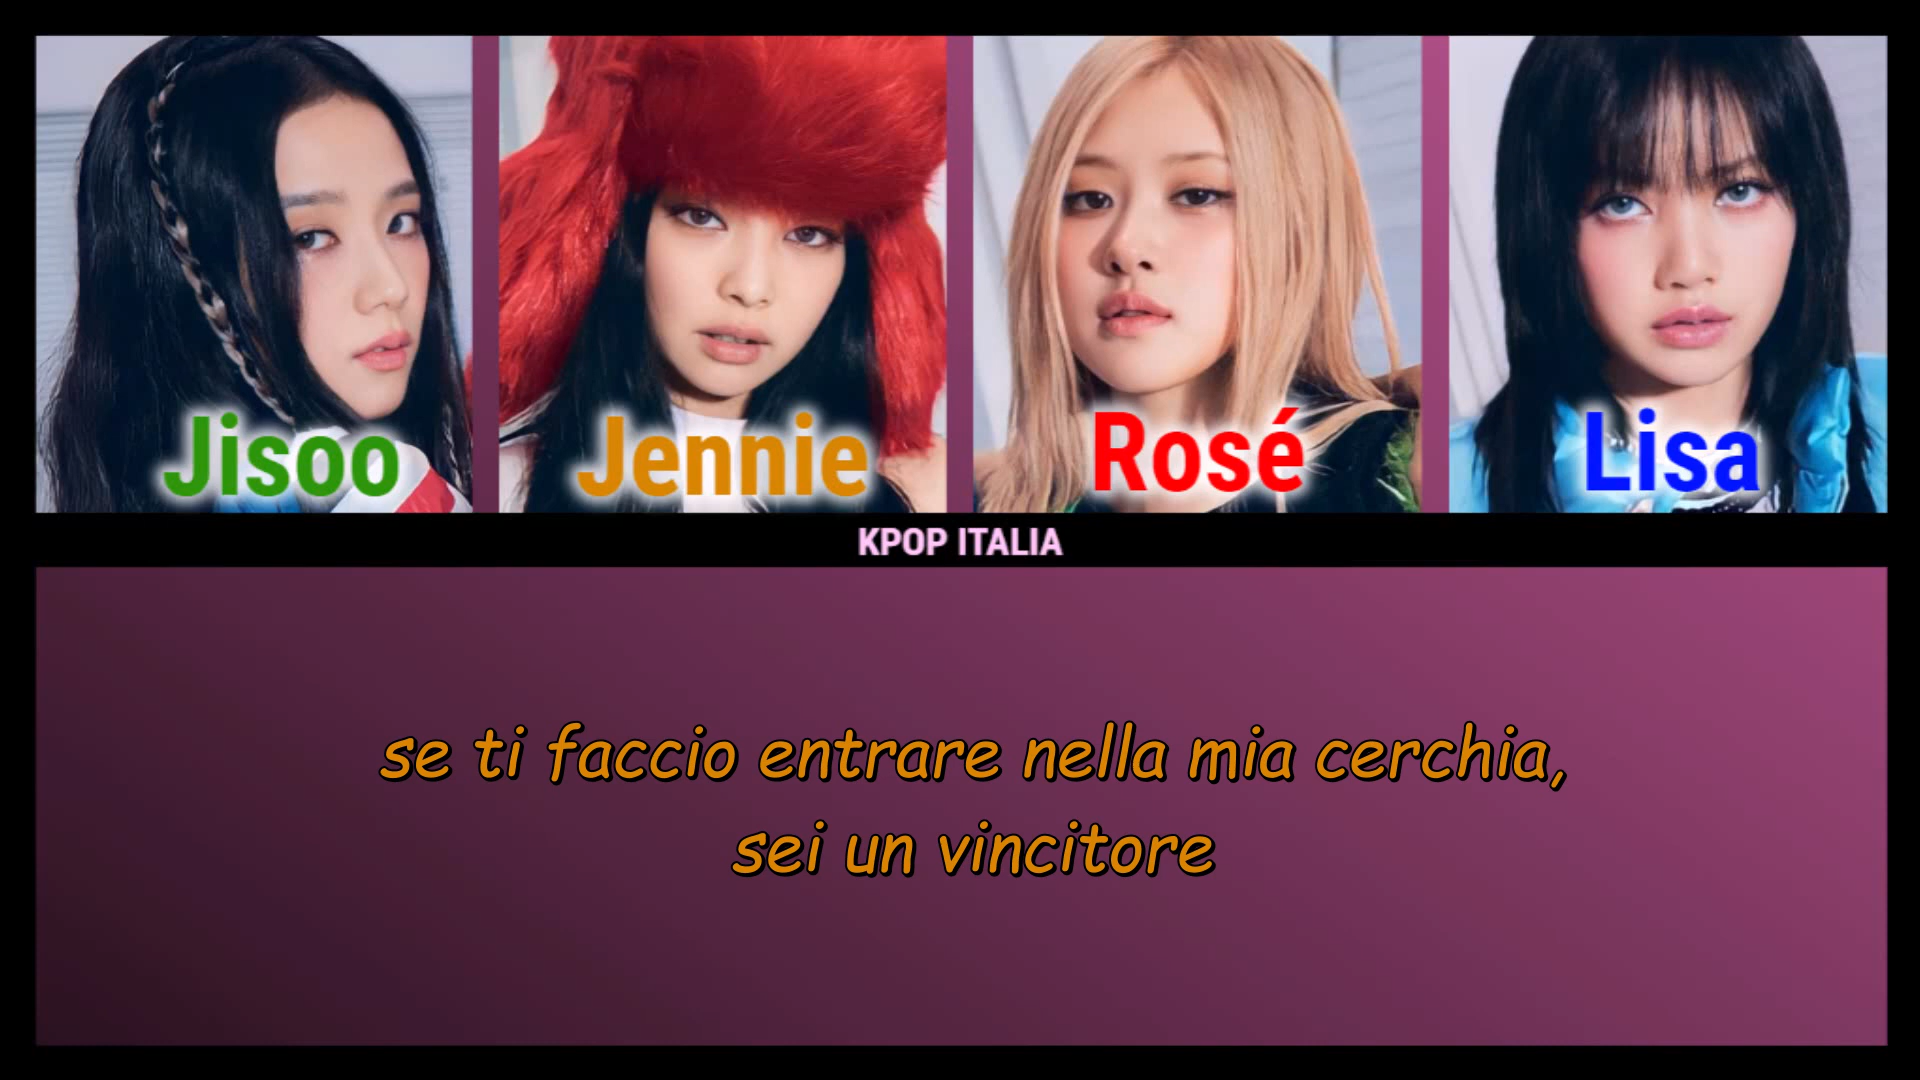 Jisoo
Jennie
Rosé
Lisa
KPOP ITALIA
se ti faccio entrare nella mia cerchia,
sei un vincitore